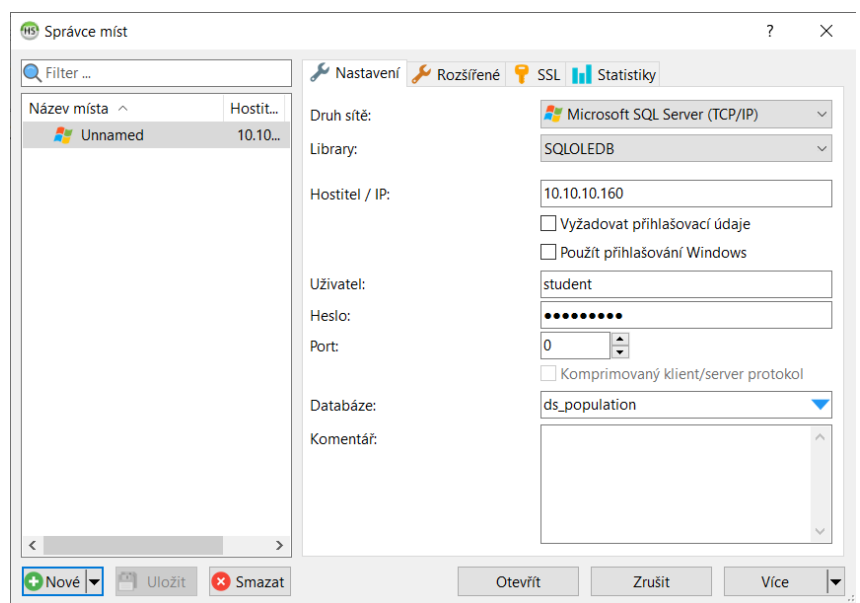 HS Správce míst ? ×
Filter ...
Název místa Hostit...
Unnamed 10.10...
Nastavení Rozšířené SSL Statistiky
Druh sítě: Microsoft SQL Server (TCP/IP)
Library: SQLOLEDB
Hostitel / IP: 10.10.10.160
Vyžadovat přihlašovací údaje
Použít přihlašování Windows
Uživatel: student
Heslo: ●●●●●●●●●
Port: 0
Komprimovaný klient/server protokol
Databáze: ds_population
Komentář:
Nové Uložit Smazat Otevřít Zrušit Více